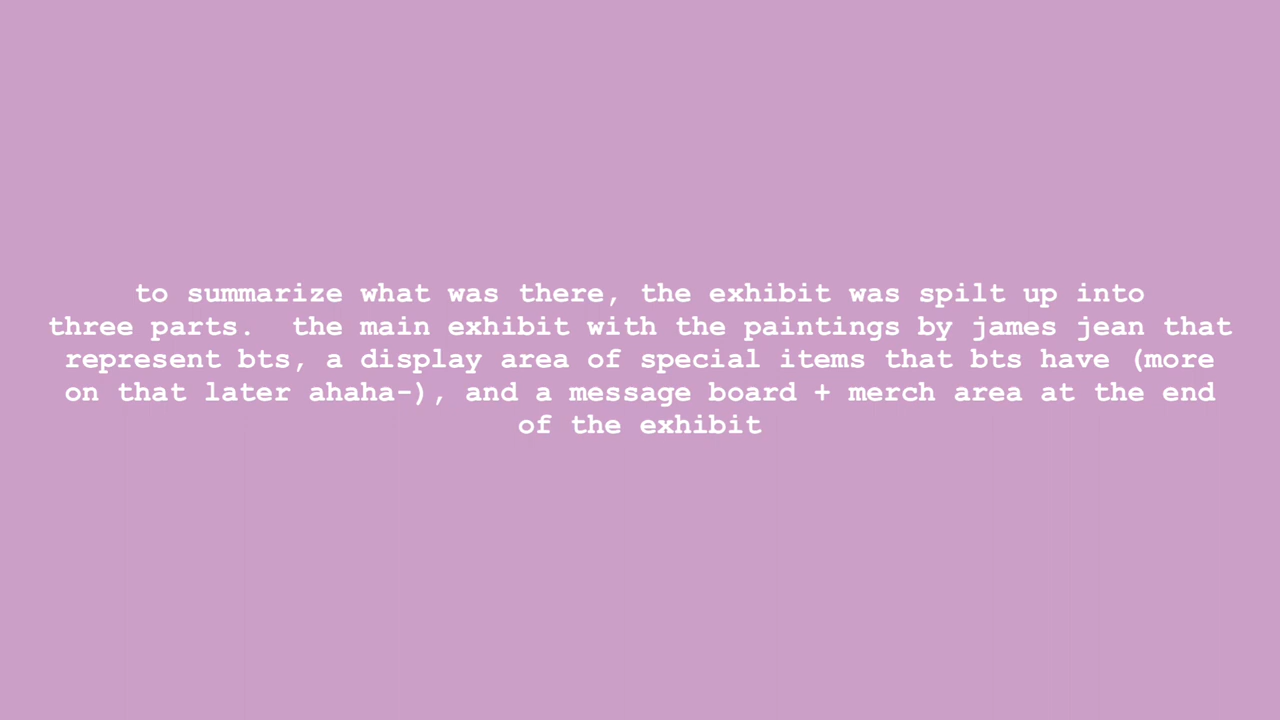 to summarize what was there, the exhibit was spilt up into
three parts.  the main exhibit with the paintings by james jean that
represent bts, a display area of special items that bts have (more
on that later ahaha-), and a message board + merch area at the end
of the exhibit